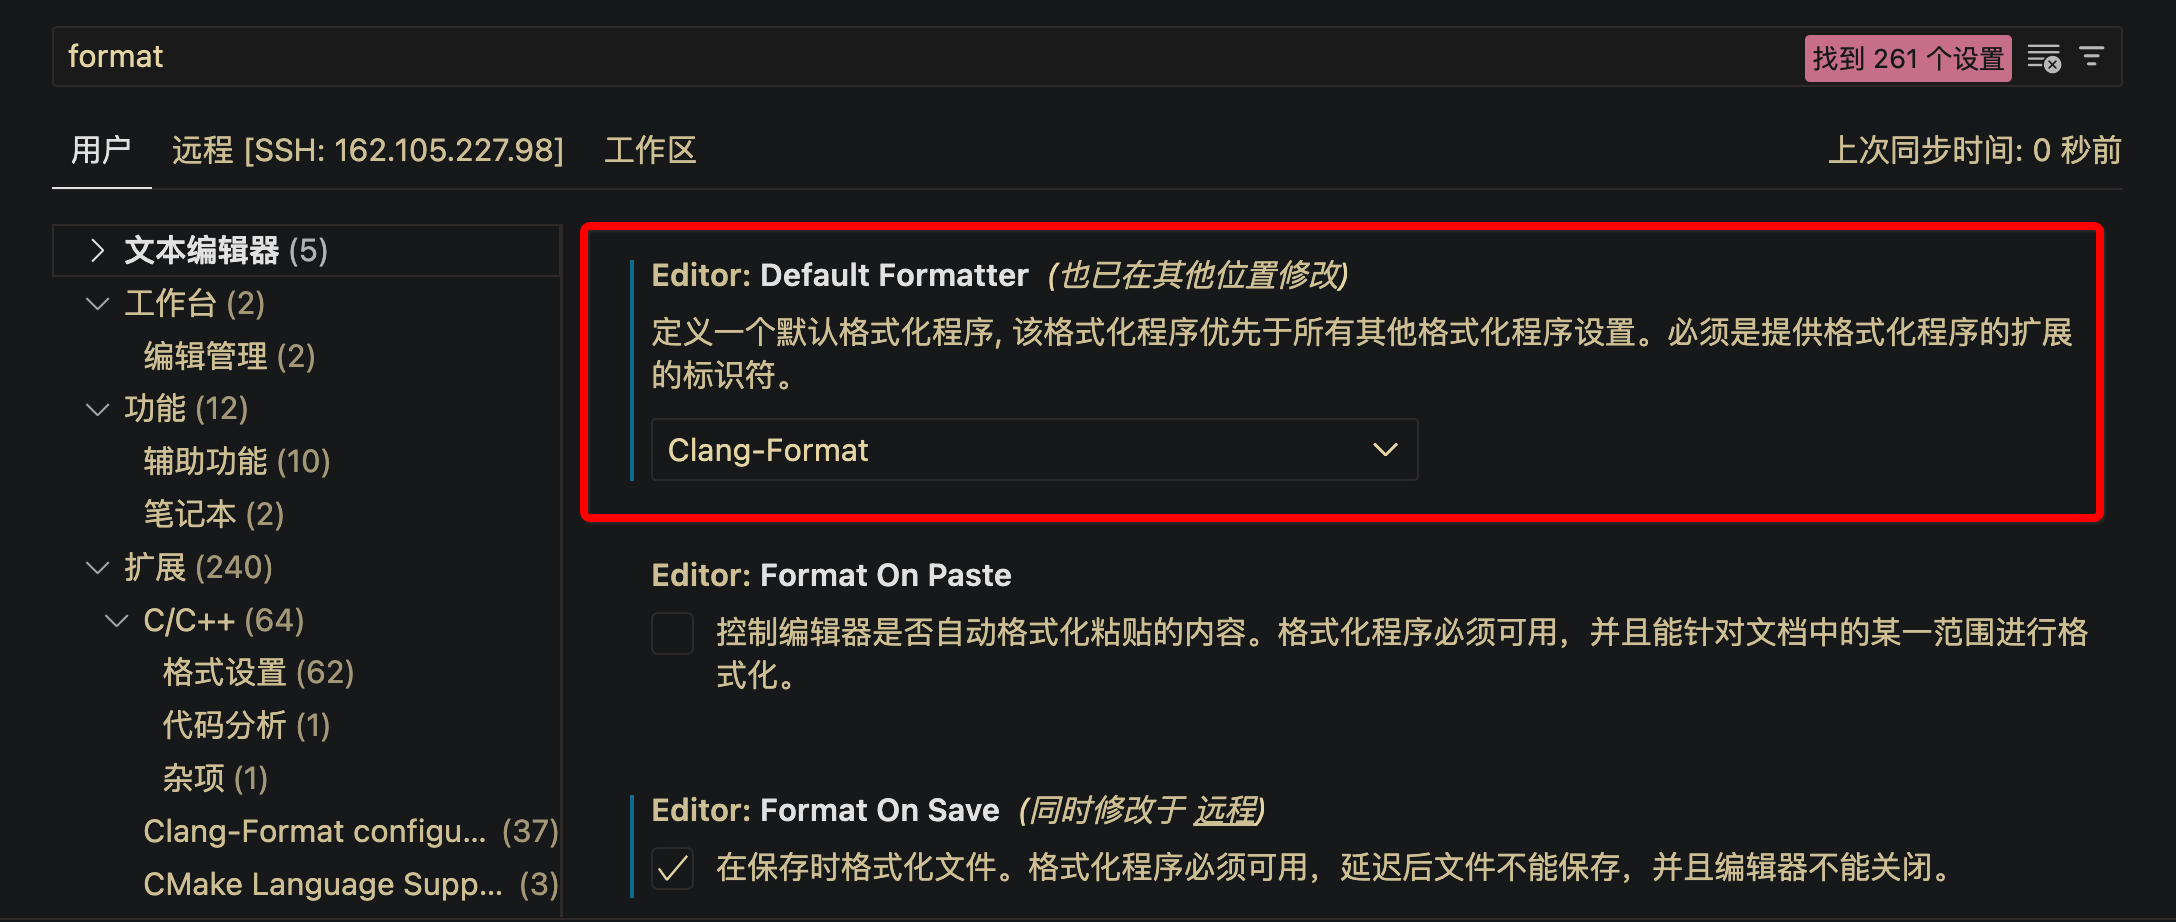 format
找到 261 个设置
用户
远程 [SSH: 162.105.227.98]
工作区
上次同步时间: 0 秒前
文本编辑器 (5)
工作台 (2)
编辑管理 (2)
功能 (12)
辅助功能 (10)
笔记本 (2)
扩展 (240)
C/C++ (64)
格式设置 (62)
代码分析 (1)
杂项 (1)
Clang-Format configu... (37)
CMake Language Supp... (3)
Editor: Default Formatter (也已在其他位置修改)
定义一个默认格式化程序, 该格式化程序优先于所有其他格式化程序设置。必须是提供格式化程序的扩展
的标识符。
Clang-Format
Editor: Format On Paste
控制编辑器是否自动格式化粘贴的内容。格式化程序必须可用，并且能针对文档中的某一范围进行格
式化。
Editor: Format On Save (同时修改于 远程)
在保存时格式化文件。格式化程序必须可用，延迟后文件不能保存，并且编辑器不能关闭。